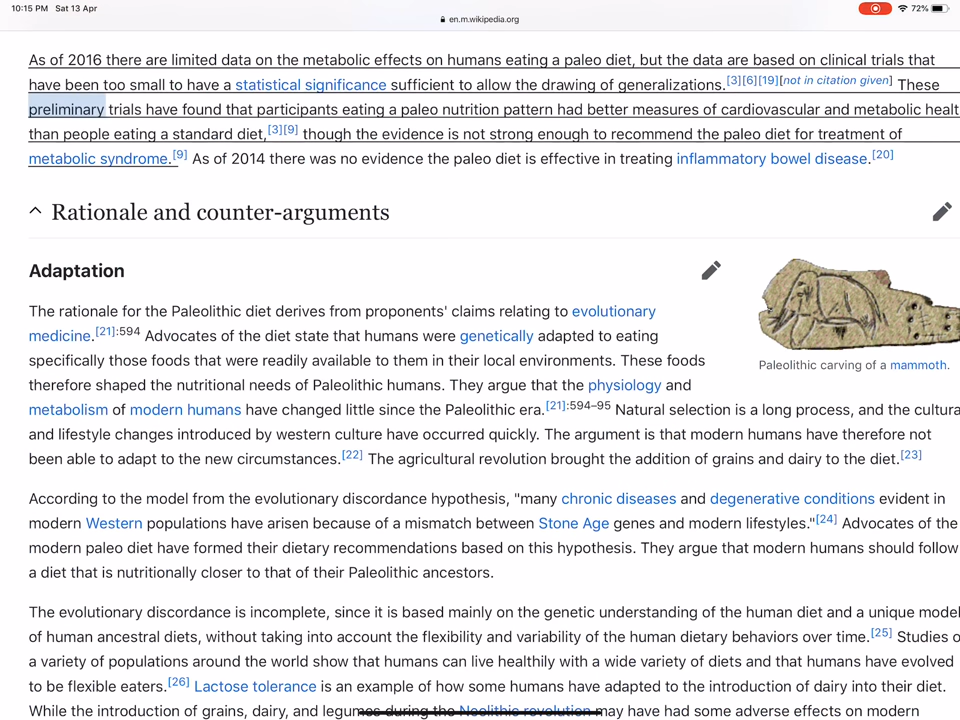 10:15 PM Sat 13 Apr
72%
en.m.wikipedia.org
As of 2016 there are limited data on the metabolic effects on humans eating a paleo diet, but the data are based on clinical trials that
have been too small to have a statistical significance sufficient to allow the drawing of generalizations.[3][6][19][not in citation given] These
preliminary trials have found that participants eating a paleo nutrition pattern had better measures of cardiovascular and metabolic healt
than people eating a standard diet,[3][9] though the evidence is not strong enough to recommend the paleo diet for treatment of
metabolic syndrome.[9] As of 2014 there was no evidence the paleo diet is effective in treating inflammatory bowel disease.[20]
Rationale and counter-arguments
Adaptation
The rationale for the Paleolithic diet derives from proponents' claims relating to evolutionary
medicine.[21]:594 Advocates of the diet state that humans were genetically adapted to eating
specifically those foods that were readily available to them in their local environments. These foods
therefore shaped the nutritional needs of Paleolithic humans. They argue that the physiology and
metabolism of modern humans have changed little since the Paleolithic era.[21]:594–95 Natural selection is a long process, and the cultura
and lifestyle changes introduced by western culture have occurred quickly. The argument is that modern humans have therefore not
been able to adapt to the new circumstances.[22] The agricultural revolution brought the addition of grains and dairy to the diet.[23]
Paleolithic carving of a mammoth.
According to the model from the evolutionary discordance hypothesis, "many chronic diseases and degenerative conditions evident in
modern Western populations have arisen because of a mismatch between Stone Age genes and modern lifestyles."[24] Advocates of the
modern paleo diet have formed their dietary recommendations based on this hypothesis. They argue that modern humans should follow
a diet that is nutritionally closer to that of their Paleolithic ancestors.
The evolutionary discordance is incomplete, since it is based mainly on the genetic understanding of the human diet and a unique model
of human ancestral diets, without taking into account the flexibility and variability of the human dietary behaviors over time.[25] Studies o
a variety of populations around the world show that humans can live healthily with a wide variety of diets and that humans have evolved
to be flexible eaters.[26] Lactose tolerance is an example of how some humans have adapted to the introduction of dairy into their diet.
While the introduction of grains, dairy, and legumes during the Neolithic revolution may have had some adverse effects on modern